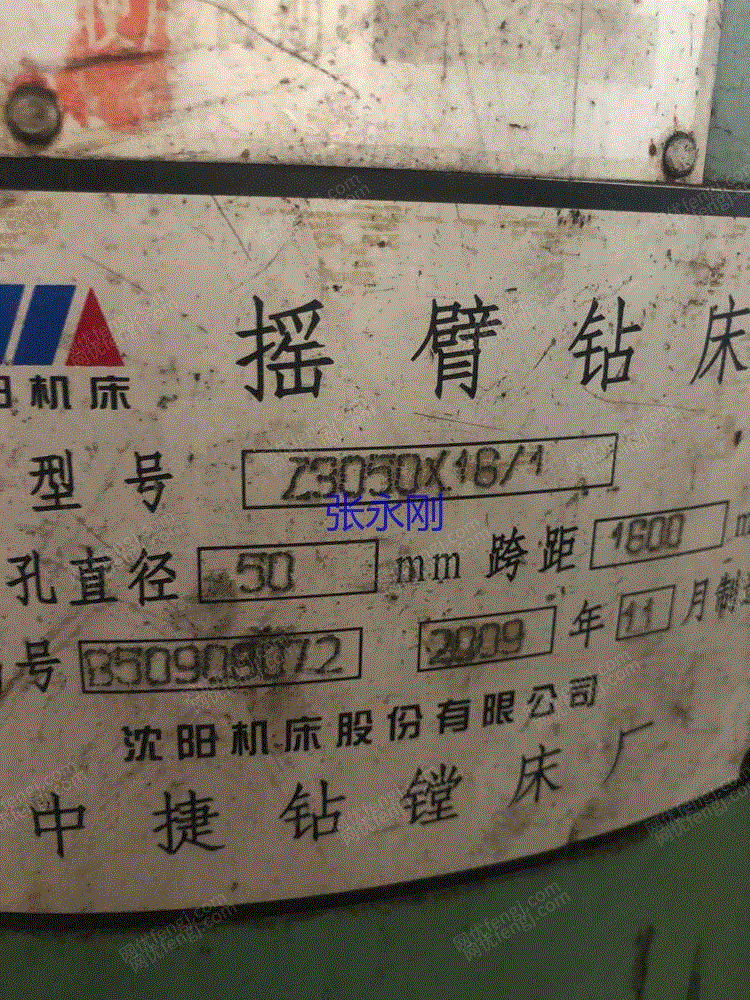 摇臂钻床
阳机床
型号 Z3050X16/1
张永刚
孔直径 50 mm 跨距 1600 m
号 B50908072 2009 年 11 月制造
沈阳机床股份有限公司
中捷钻镗床厂